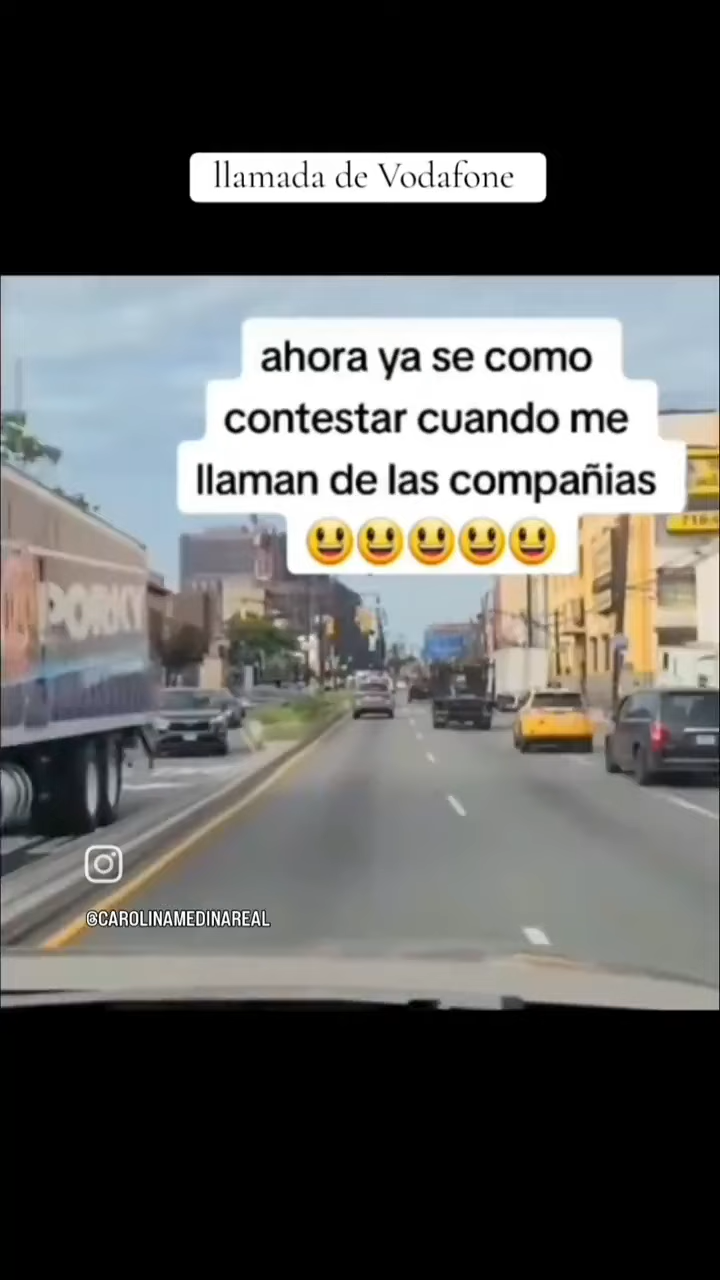 llamada de Vodafone
ahora ya se como
contestar cuando me
llaman de las compañias
😃😃😃😃😃
PORKY
@CAROLINAMEDINAREAL